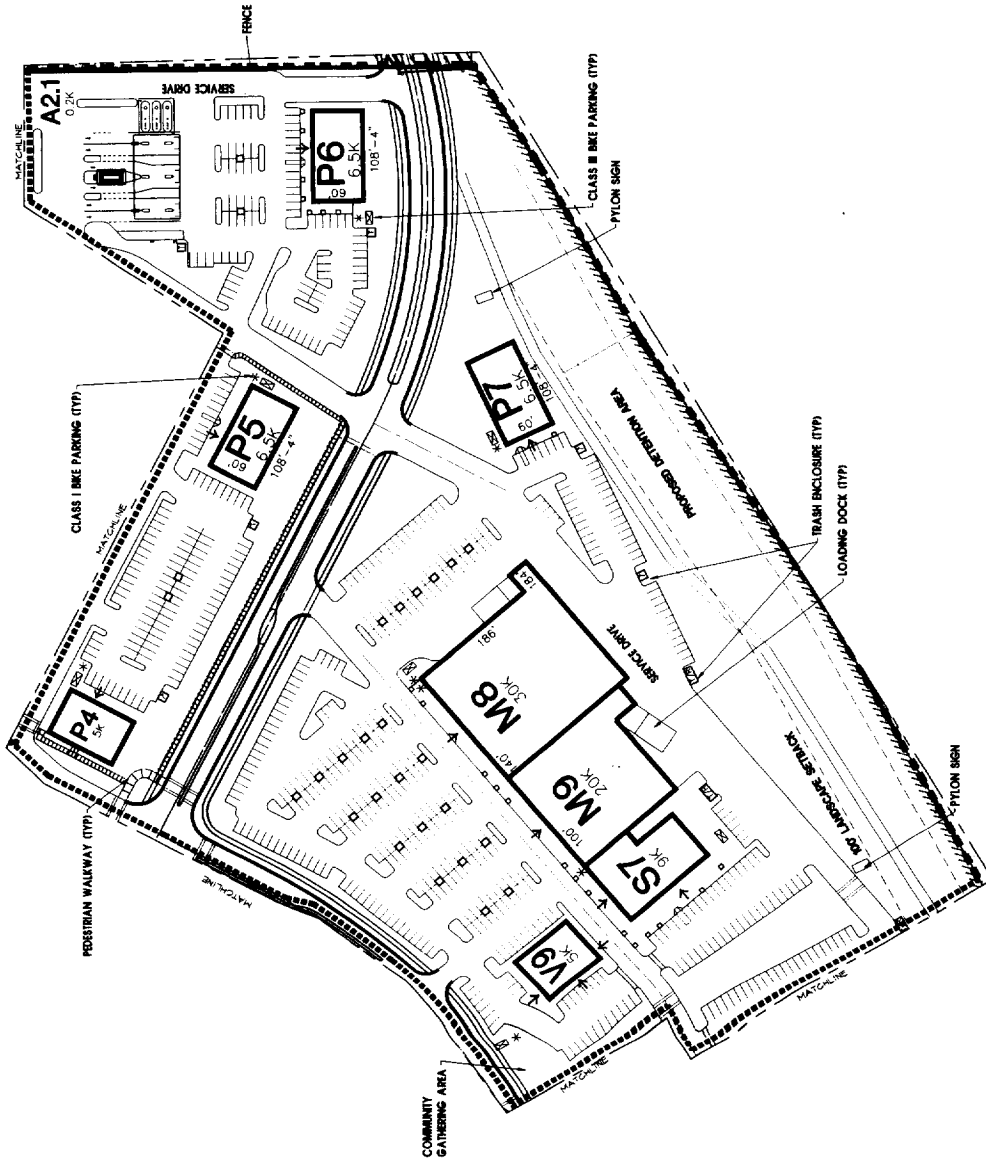 FENCE
MATCHLINE
A2.1
0.2K
SERVICE DRIVE
P6
6.5K
60'
108'-4"
CLASS III BIKE PARKING (TYP)
PYLON SIGN
CLASS I BIKE PARKING (TYP)
MATCHLINE
P5
6.5K
60'
108'-4"
P7
6.5K
60'
108'-4"
PROPOSED DETENTION AREA
TRASH ENCLOSURE (TYP)
LOADING DOCK (TYP)
P4
5K
PEDESTRIAN WALKWAY (TYP)
MATCHLINE
184'
186'
M8
30K
140'
SERVICE DRIVE
M9
20K
100'
S7
9K
V9
5K
100' LANDSCAPE SETBACK
PYLON SIGN
MATCHLINE
MATCHLINE
COMMUNITY
GATHERING AREA